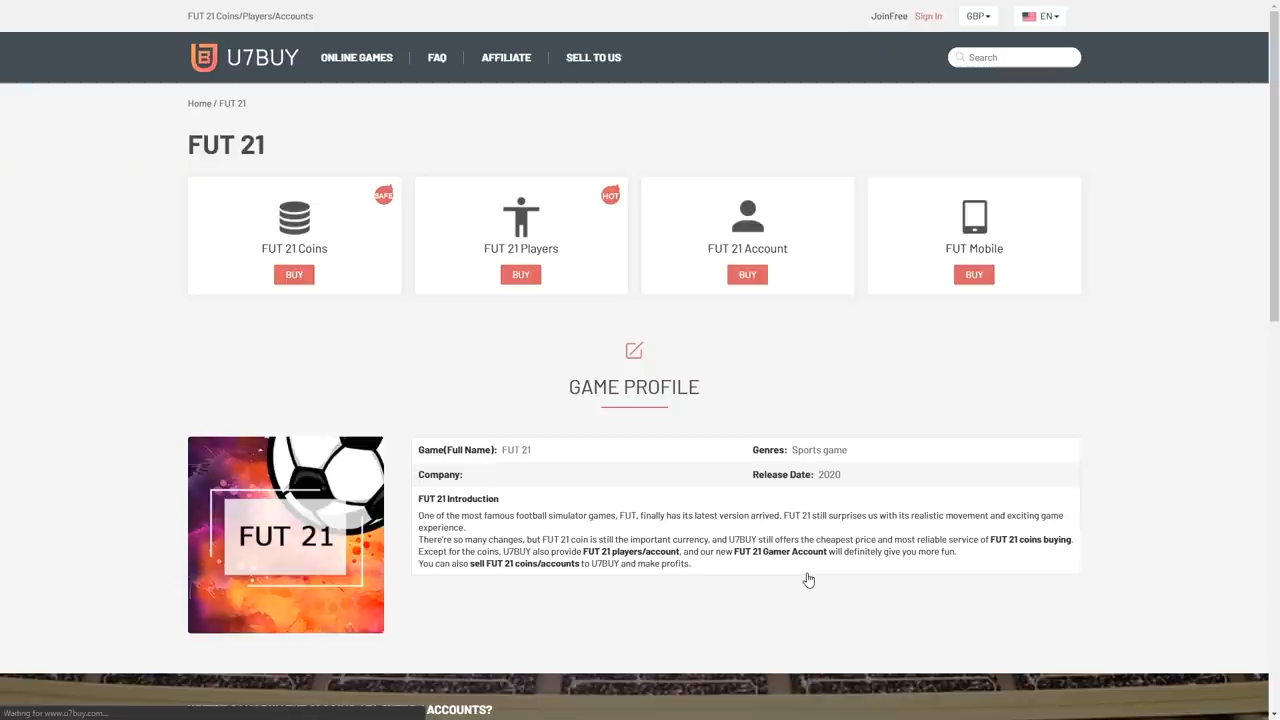 FUT 21 Coins/Players/Accounts
JoinFree Sign In GBP EN
U7BUY ONLINE GAMES FAQ AFFILIATE SELL TO US Search
Home / FUT 21
FUT 21
SAFE HOT
FUT 21 Coins FUT 21 Players FUT 21 Account FUT Mobile
BUY BUY BUY BUY
GAME PROFILE
Game(Full Name): FUT 21 Genres: Sports game
Company: Release Date: 2020
FUT 21 Introduction
One of the most famous football simulator games, FUT, finally has its latest version arrived. FUT 21 still surprises us with its realistic movement and exciting game
experience.
There're so many changes, but FUT 21 coin is still the important currency, and U7BUY still offers the cheapest price and most reliable service of FUT 21 coins buying.
Except for the coins, U7BUY also provide FUT 21 players/account, and our new FUT 21 Gamer Account will definitely give you more fun.
You can also sell FUT 21 coins/accounts to U7BUY and make profits.
FUT 21
ACCOUNTS?
Waiting for www.u7buy.com...